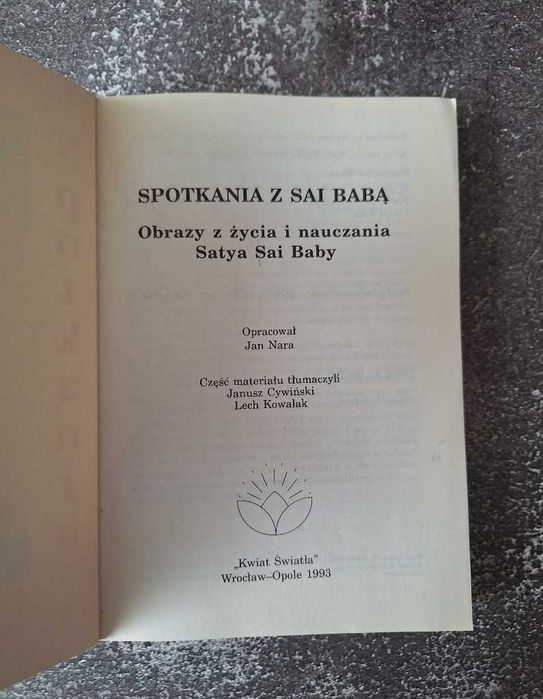 SPOTKANIA Z SAI BABĄ
Obrazy z życia i nauczania
Satya Sai Baby
Opracował
Jan Nara
Część materiału tłumaczyli
Janusz Cywiński
Lech Kowalak
„Kwiat Światła"
Wrocław–Opole 1993